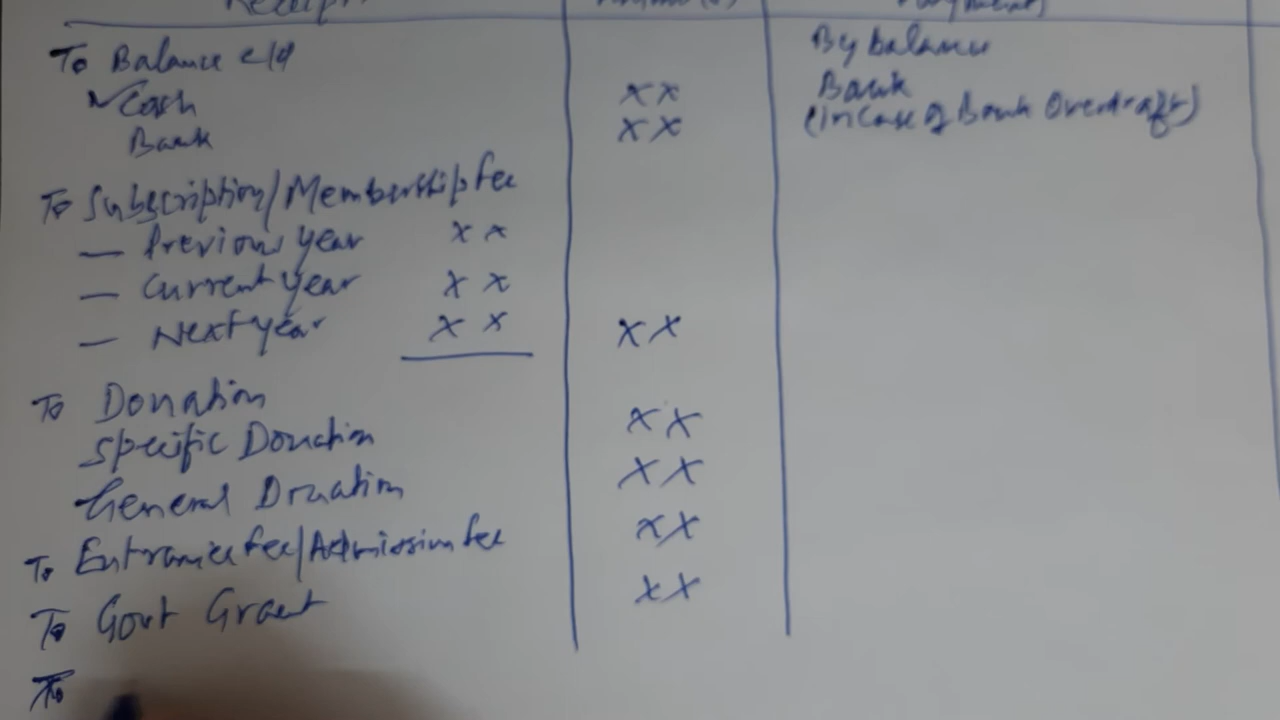 Receipt
To Balance c/d
Cash xx
Bank xx
To Subscription/Membership fee
— Previous year xx
— Current year xx
— Next year xx xx
To Donation
Specific Donation xx
General Donation xx
To Entrance fee/Admission fee xx
To Govt Grant xx
To
By balance
Bank
(In Case of Bank Overdraft)